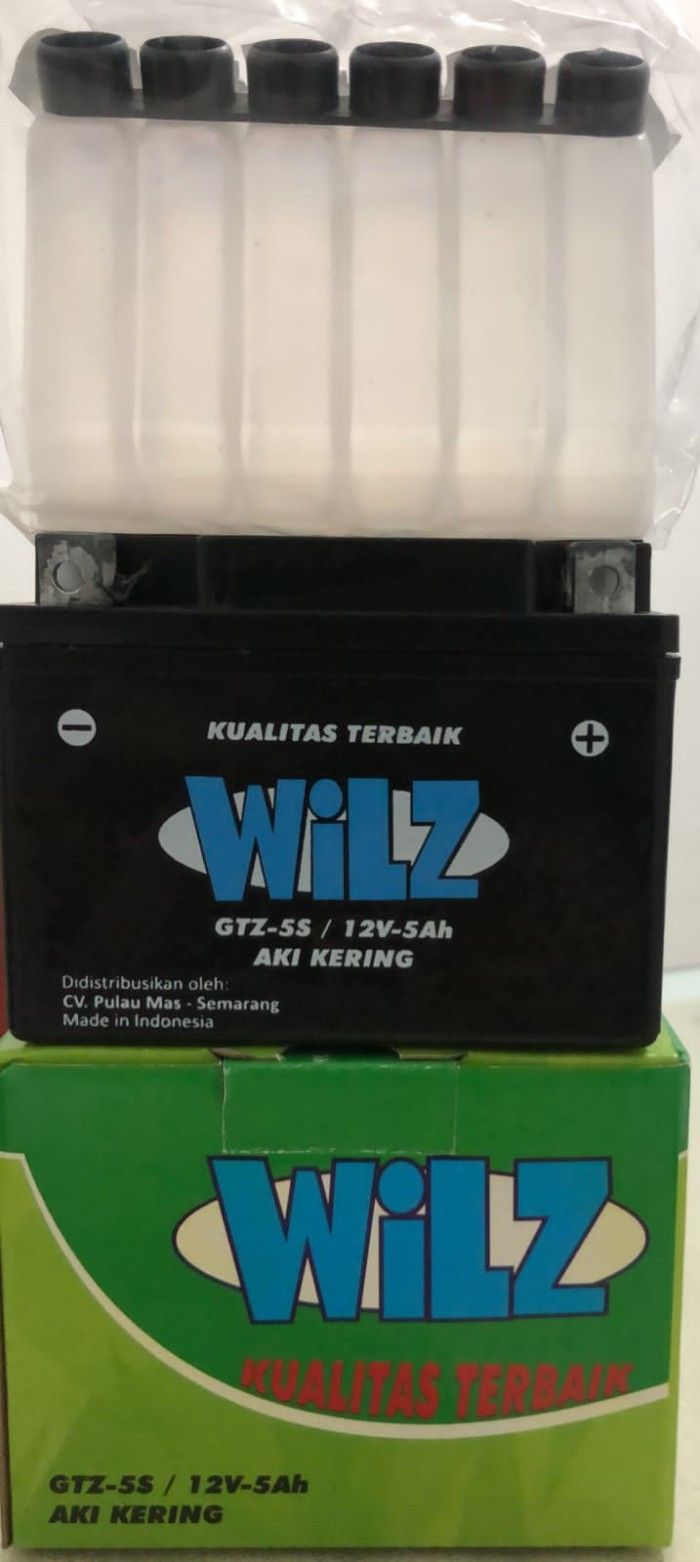 KUALITAS TERBAIK
WiLZ
GTZ-5S / 12V-5Ah
AKI KERING
Didistribusikan oleh:
CV. Pulau Mas - Semarang
Made in Indonesia
WiLZ
KUALITAS TERBAIK
GTZ-5S / 12V-5Ah
AKI KERING